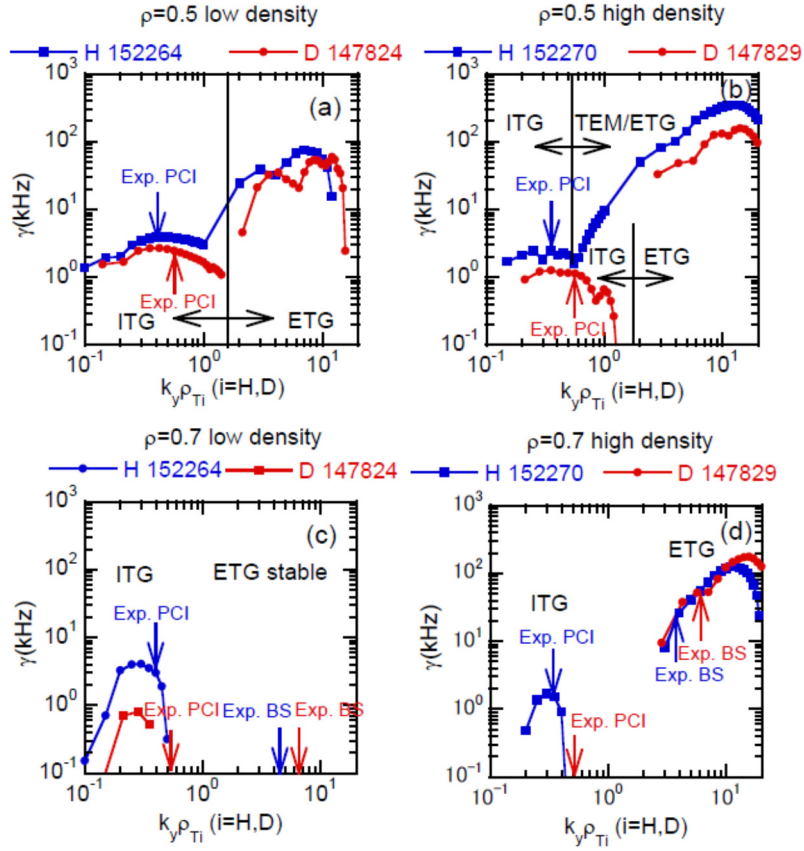 ρ=0.5 low density
H 152264 D 147824
(a)
Exp. PCI
Exp. PCI
ITG ETG
10³
10²
10¹
10⁰
10⁻¹
γ(kHz)
10⁻¹ 10⁰ 10¹
k_yρ_Ti (i=H,D)
ρ=0.5 high density
H 152270 D 147829
(b)
ITG TEM/ETG
Exp. PCI
ITG ETG
Exp. PCI
10³
10²
10¹
10⁰
10⁻¹
γ(kHz)
10⁻¹ 10⁰ 10¹
k_yρ_Ti (i=H,D)
ρ=0.7 low density
H 152264 D 147824
(c)
ITG ETG stable
Exp. PCI
Exp. PCI Exp. BS Exp. BS
10³
10²
10¹
10⁰
10⁻¹
γ(kHz)
10⁻¹ 10⁰ 10¹
k_yρ_Ti (i=H,D)
ρ=0.7 high density
H 152270 D 147829
(d)
ETG
ITG
Exp. PCI
Exp. BS
Exp. BS
Exp. PCI
10³
10²
10¹
10⁰
10⁻¹
γ(kHz)
10⁻¹ 10⁰ 10¹
k_yρ_Ti (i=H,D)